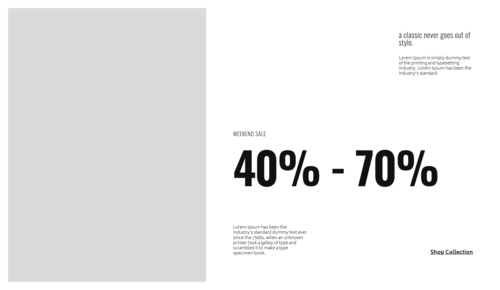 a classic never goes out of
style.
Lorem Ipsum is simply dummy text
of the printing and typesetting
industry. Lorem Ipsum has been the
industry's standard.
WEEKEND SALE
40% - 70%
Lorem Ipsum has been the
industry's standard dummy text ever
since the 1500s, when an unknown
printer took a galley of type and
scrambled it to make a type
specimen book.
Shop Collection